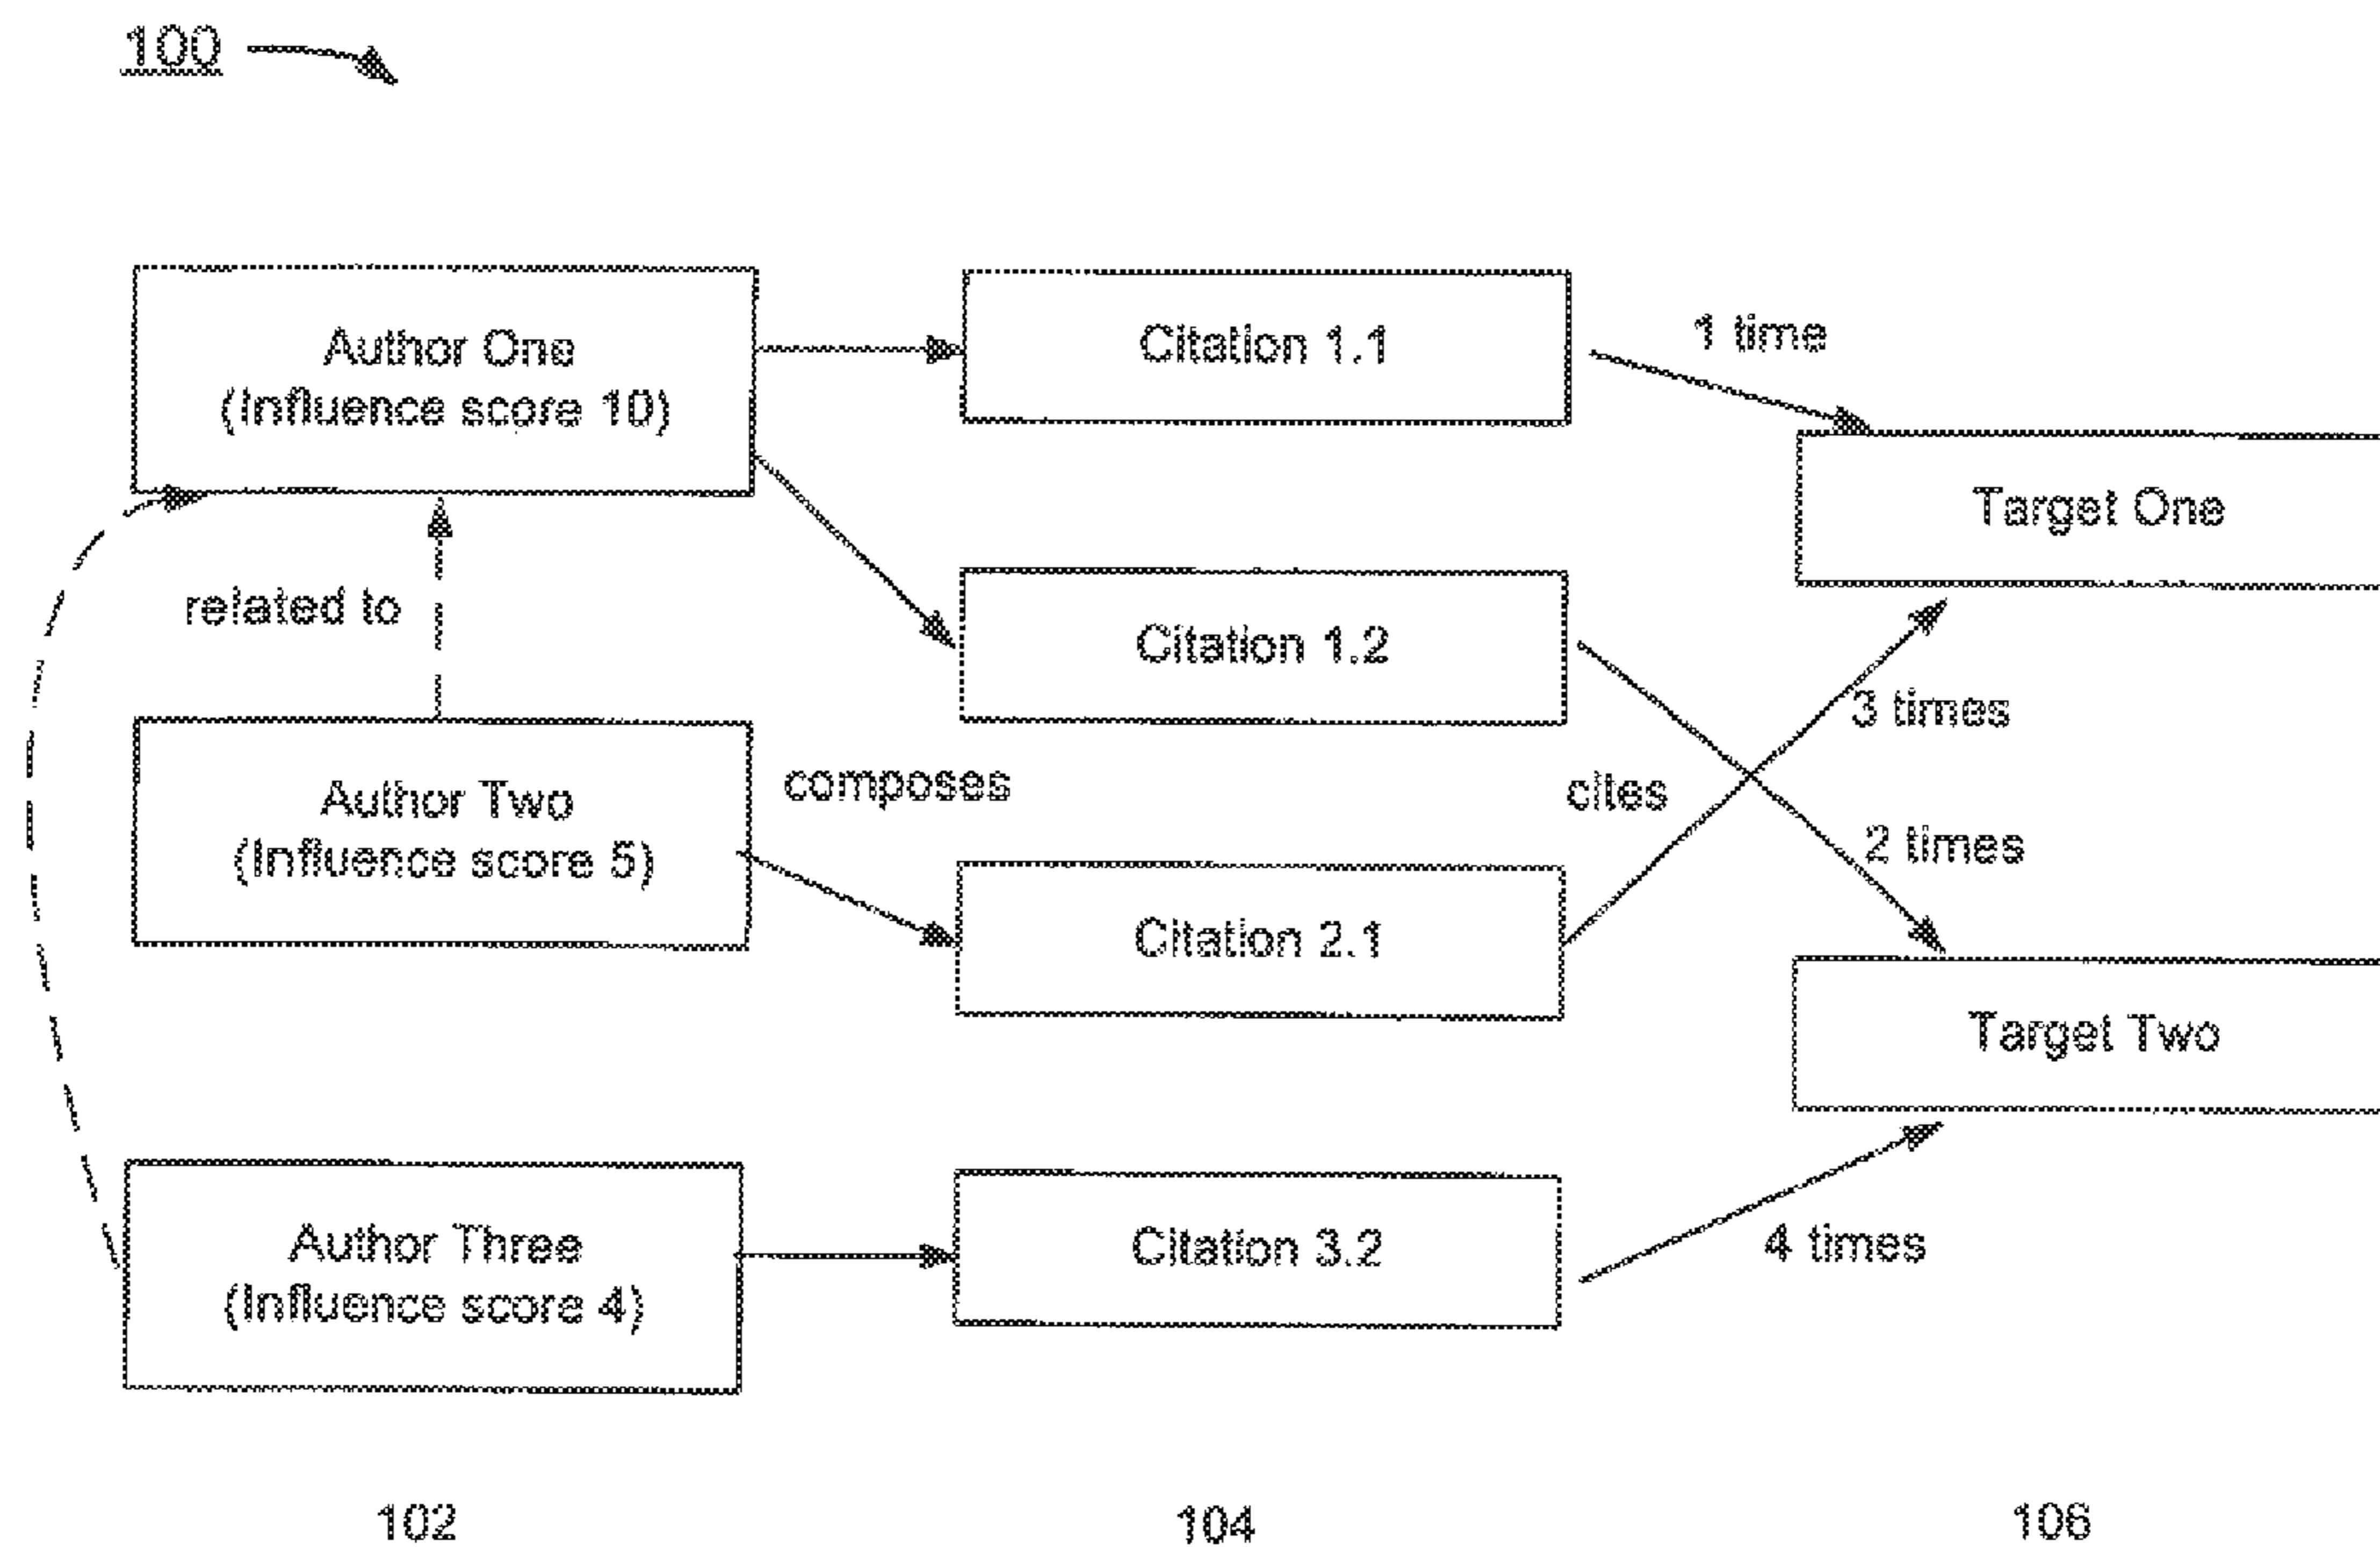 100
Author One
(Influence score 10)
Citation 1.1
1 time
Target One
related to
Citation 1.2
3 times
Author Two
(Influence score 5)
composes
cites
2 times
Citation 2.1
Target Two
Author Three
(Influence score 4)
Citation 3.2
4 times
102
104
106